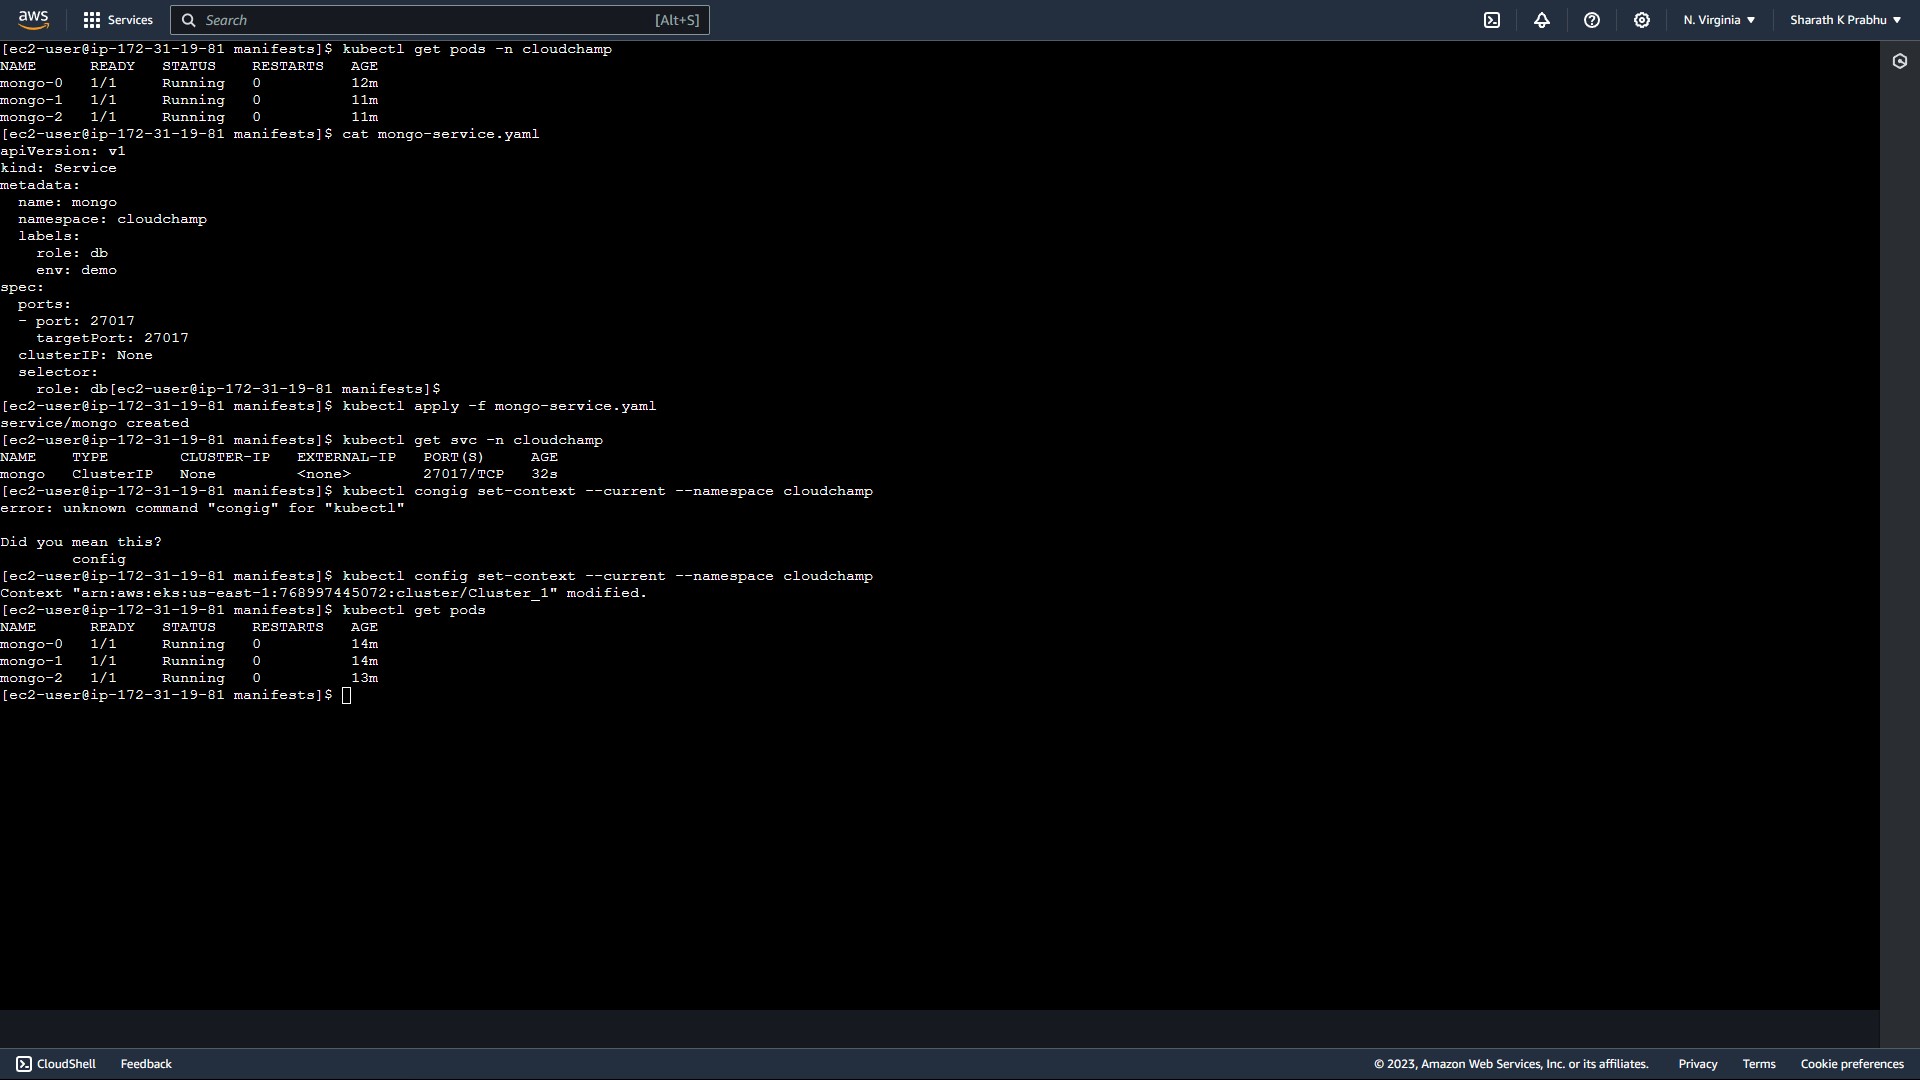 aws Services Search [Alt+S] N. Virginia ▼ Sharath K Prabhu ▼
[ec2-user@ip-172-31-19-81 manifests]$ kubectl get pods -n cloudchamp
NAME      READY   STATUS    RESTARTS   AGE
mongo-0   1/1     Running   0          12m
mongo-1   1/1     Running   0          11m
mongo-2   1/1     Running   0          11m
[ec2-user@ip-172-31-19-81 manifests]$ cat mongo-service.yaml
apiVersion: v1
kind: Service
metadata:
  name: mongo
  namespace: cloudchamp
  labels:
    role: db
    env: demo
spec:
  ports:
  - port: 27017
    targetPort: 27017
  clusterIP: None
  selector:
    role: db[ec2-user@ip-172-31-19-81 manifests]$
[ec2-user@ip-172-31-19-81 manifests]$ kubectl apply -f mongo-service.yaml
service/mongo created
[ec2-user@ip-172-31-19-81 manifests]$ kubectl get svc -n cloudchamp
NAME    TYPE        CLUSTER-IP   EXTERNAL-IP   PORT(S)     AGE
mongo   ClusterIP   None         <none>        27017/TCP   32s
[ec2-user@ip-172-31-19-81 manifests]$ kubectl congig set-context --current --namespace cloudchamp
error: unknown command "congig" for "kubectl"
Did you mean this?
        config
[ec2-user@ip-172-31-19-81 manifests]$ kubectl config set-context --current --namespace cloudchamp
Context "arn:aws:eks:us-east-1:768997445072:cluster/Cluster_1" modified.
[ec2-user@ip-172-31-19-81 manifests]$ kubectl get pods
NAME      READY   STATUS    RESTARTS   AGE
mongo-0   1/1     Running   0          14m
mongo-1   1/1     Running   0          14m
mongo-2   1/1     Running   0          13m
[ec2-user@ip-172-31-19-81 manifests]$
CloudShell Feedback © 2023, Amazon Web Services, Inc. or its affiliates. Privacy Terms Cookie preferences